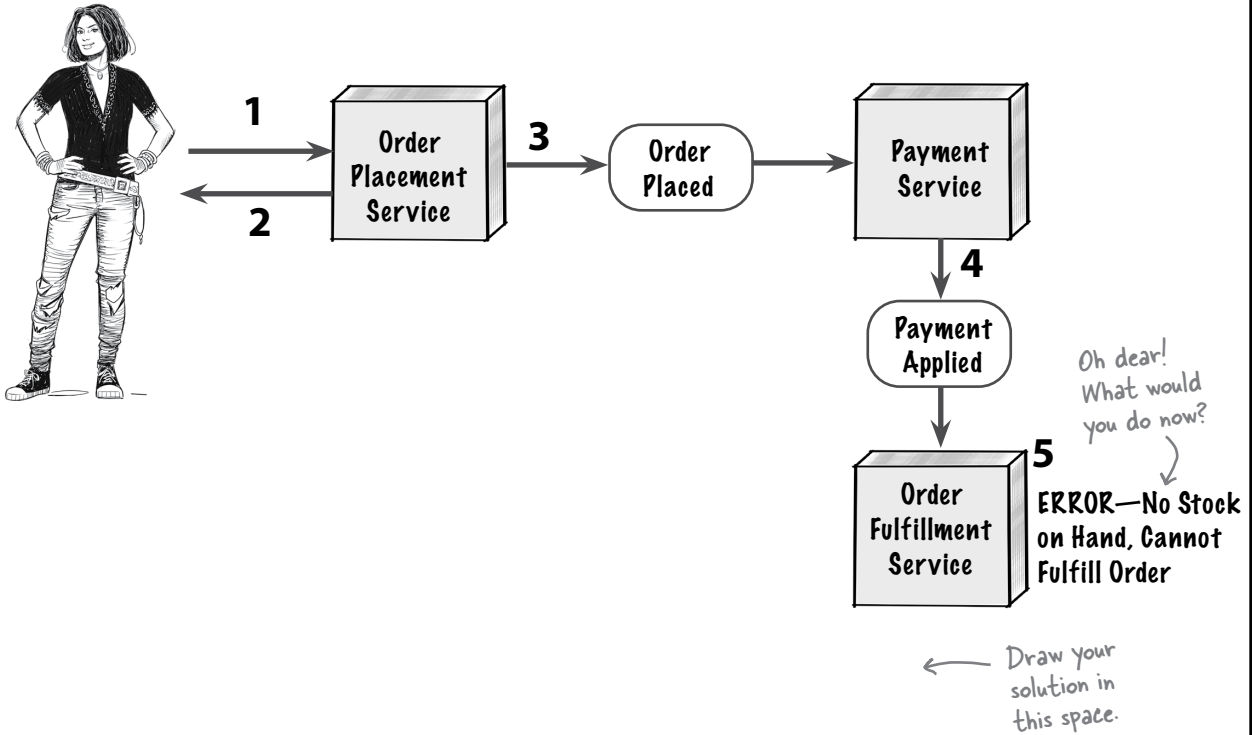 1
Order
Placement
Service
2
3
Order
Placed
Payment
Service
4
Payment
Applied
Oh dear!
What would
you do now?
5
Order
Fulfillment
Service
ERROR—No Stock
on Hand, Cannot
Fulfill Order
Draw your
solution in
this space.